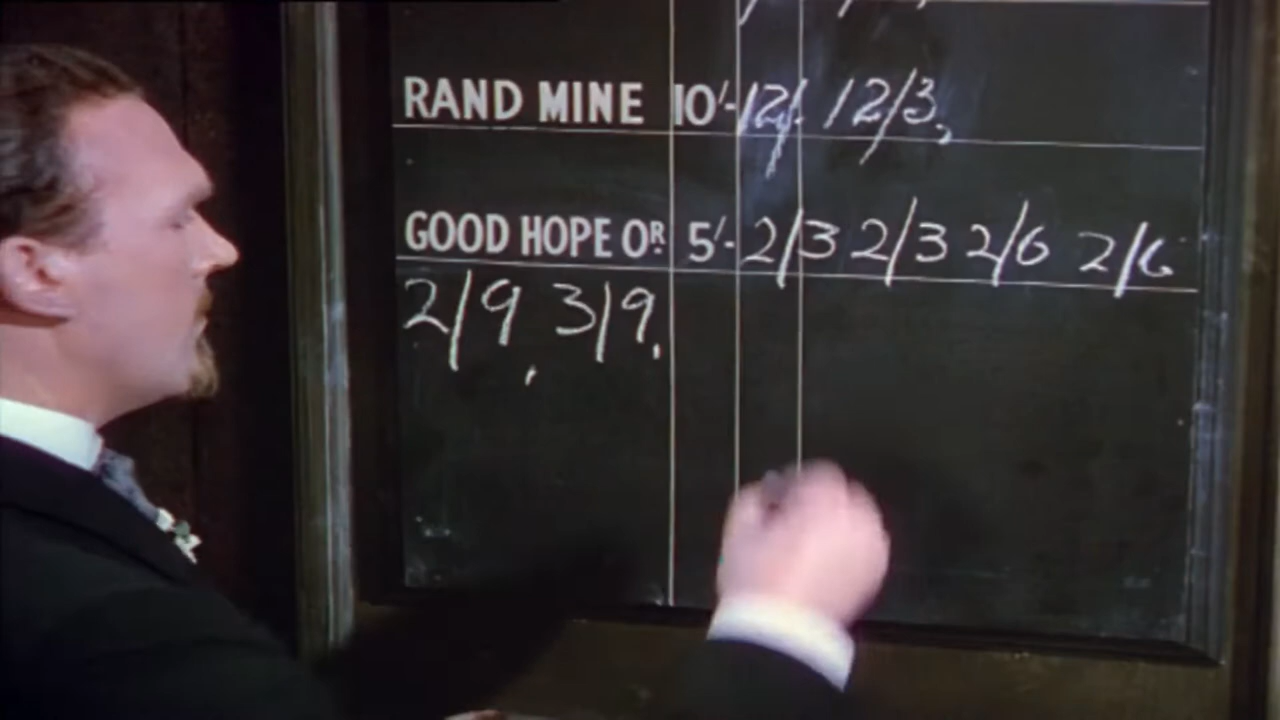 RAND MINE 10'- 12/- 12/3,
GOOD HOPE OR 5'- 2/3 2/3 2/6 2/6
2/9, 3/9.